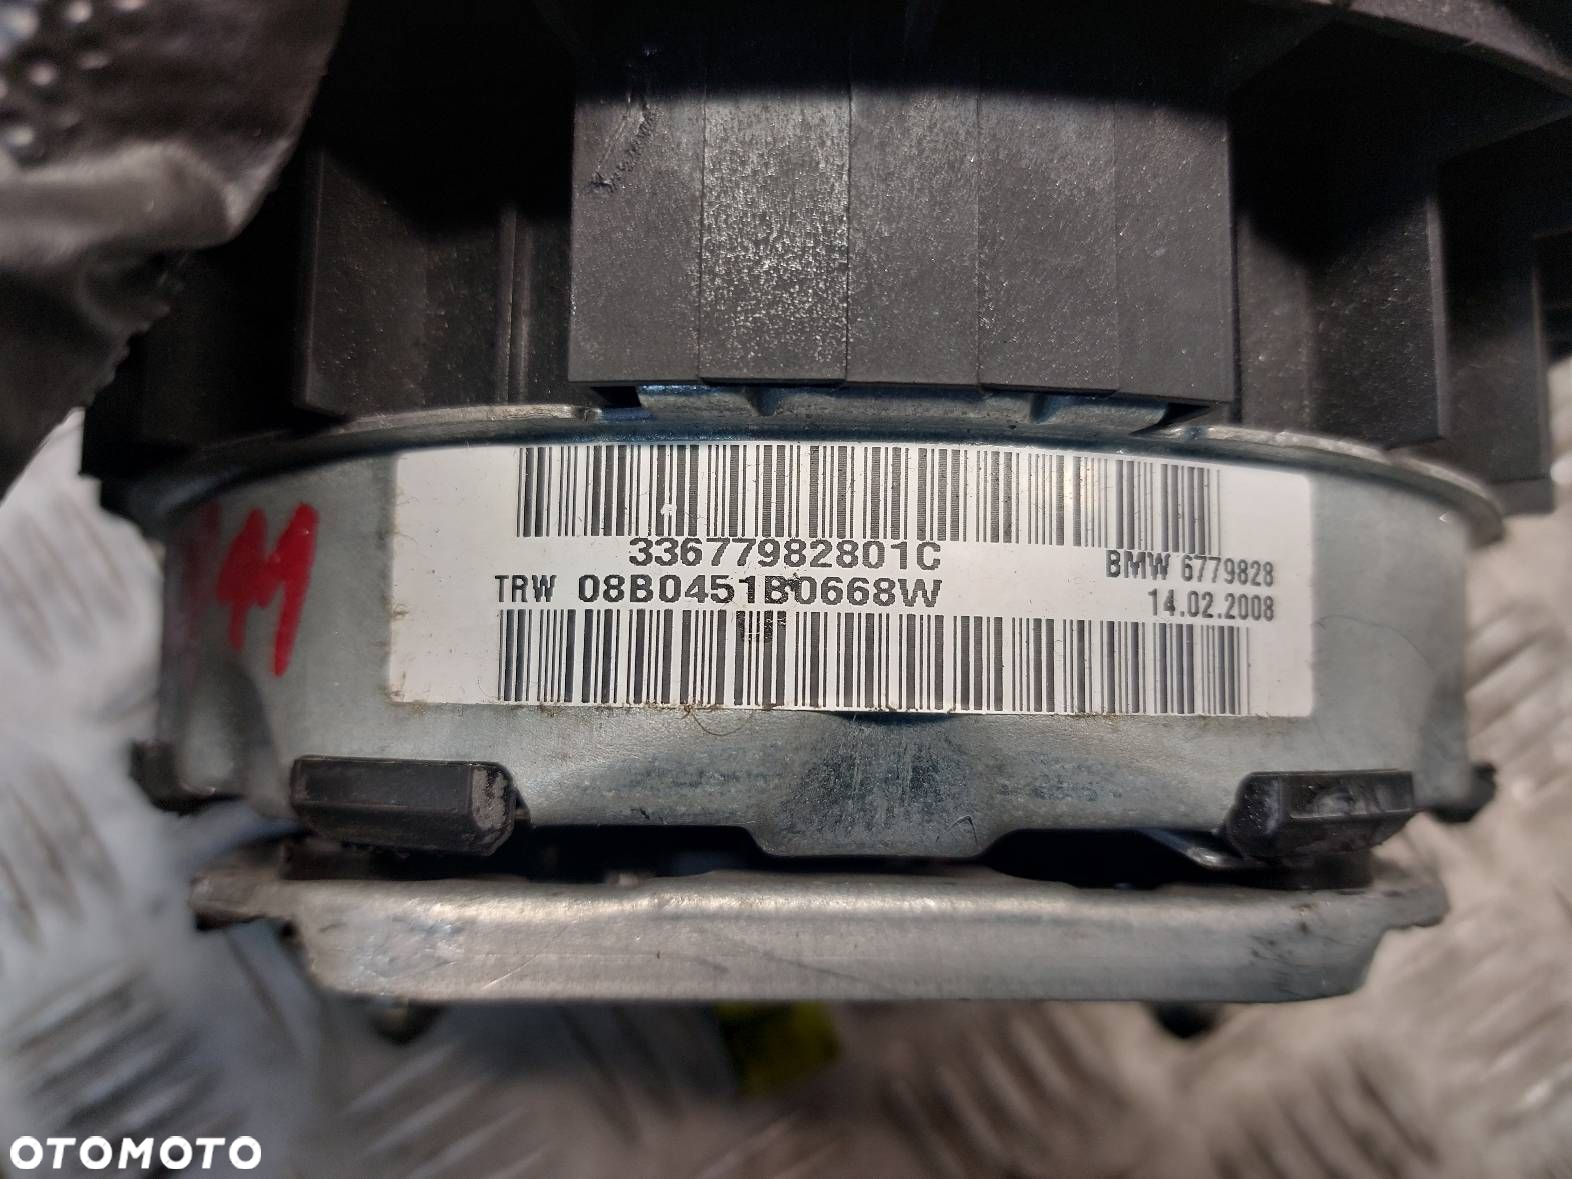 33677982801C
TRW 08B0451B0668W
BMW 6779828
14.02.2008
OTOMOTO